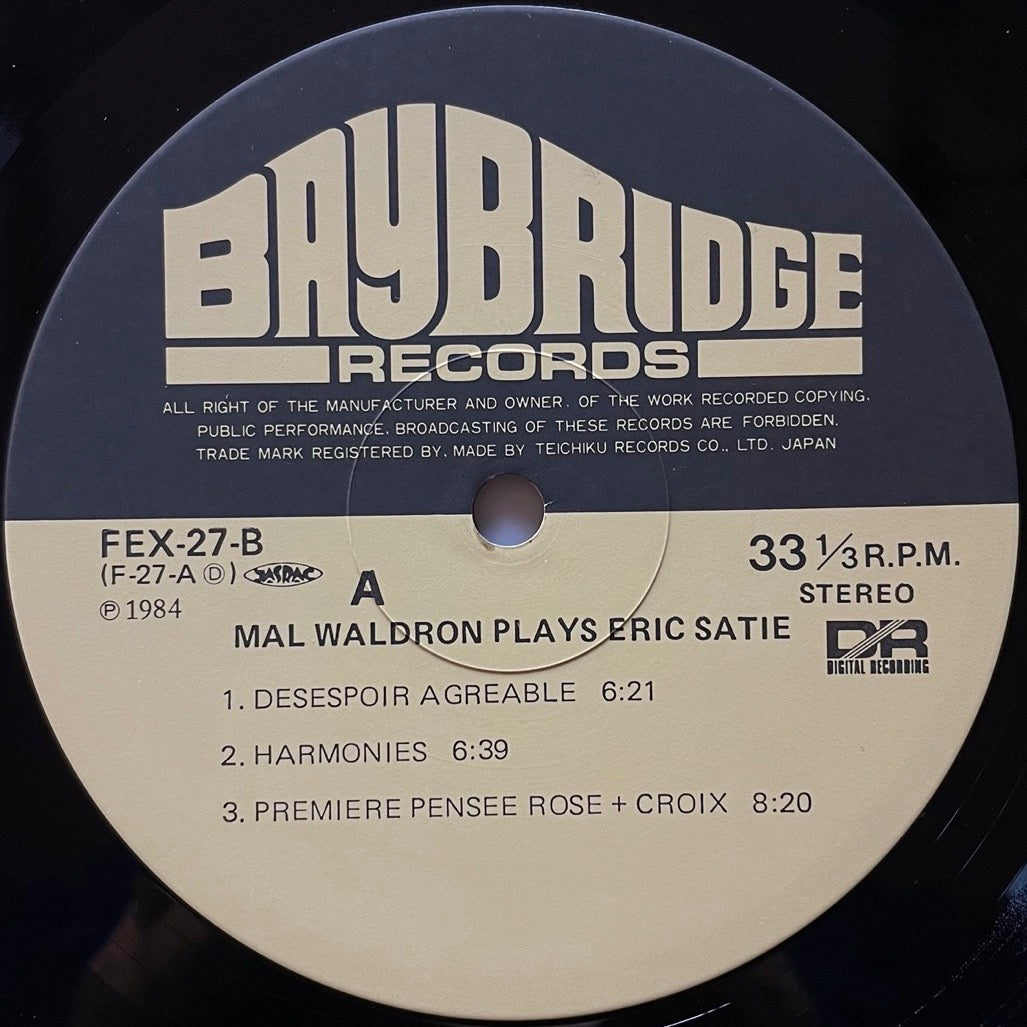 BAYBRIDGE
RECORDS
ALL RIGHT OF THE MANUFACTURER AND OWNER. OF THE WORK RECORDED COPYING.
PUBLIC PERFORMANCE. BROADCASTING OF THESE RECORDS ARE FORBIDDEN.
TRADE MARK REGISTERED BY. MADE BY TEICHIKU RECORDS CO., LTD. JAPAN
FEX-27-B
33 1/3 R.P.M.
(F-27-A Ⓓ) JASRAC
A
STEREO
℗ 1984
MAL WALDRON PLAYS ERIC SATIE
DR
DIGITAL RECORDING
1. DESESPOIR AGREABLE 6:21
2. HARMONIES 6:39
3. PREMIERE PENSEE ROSE + CROIX 8:20